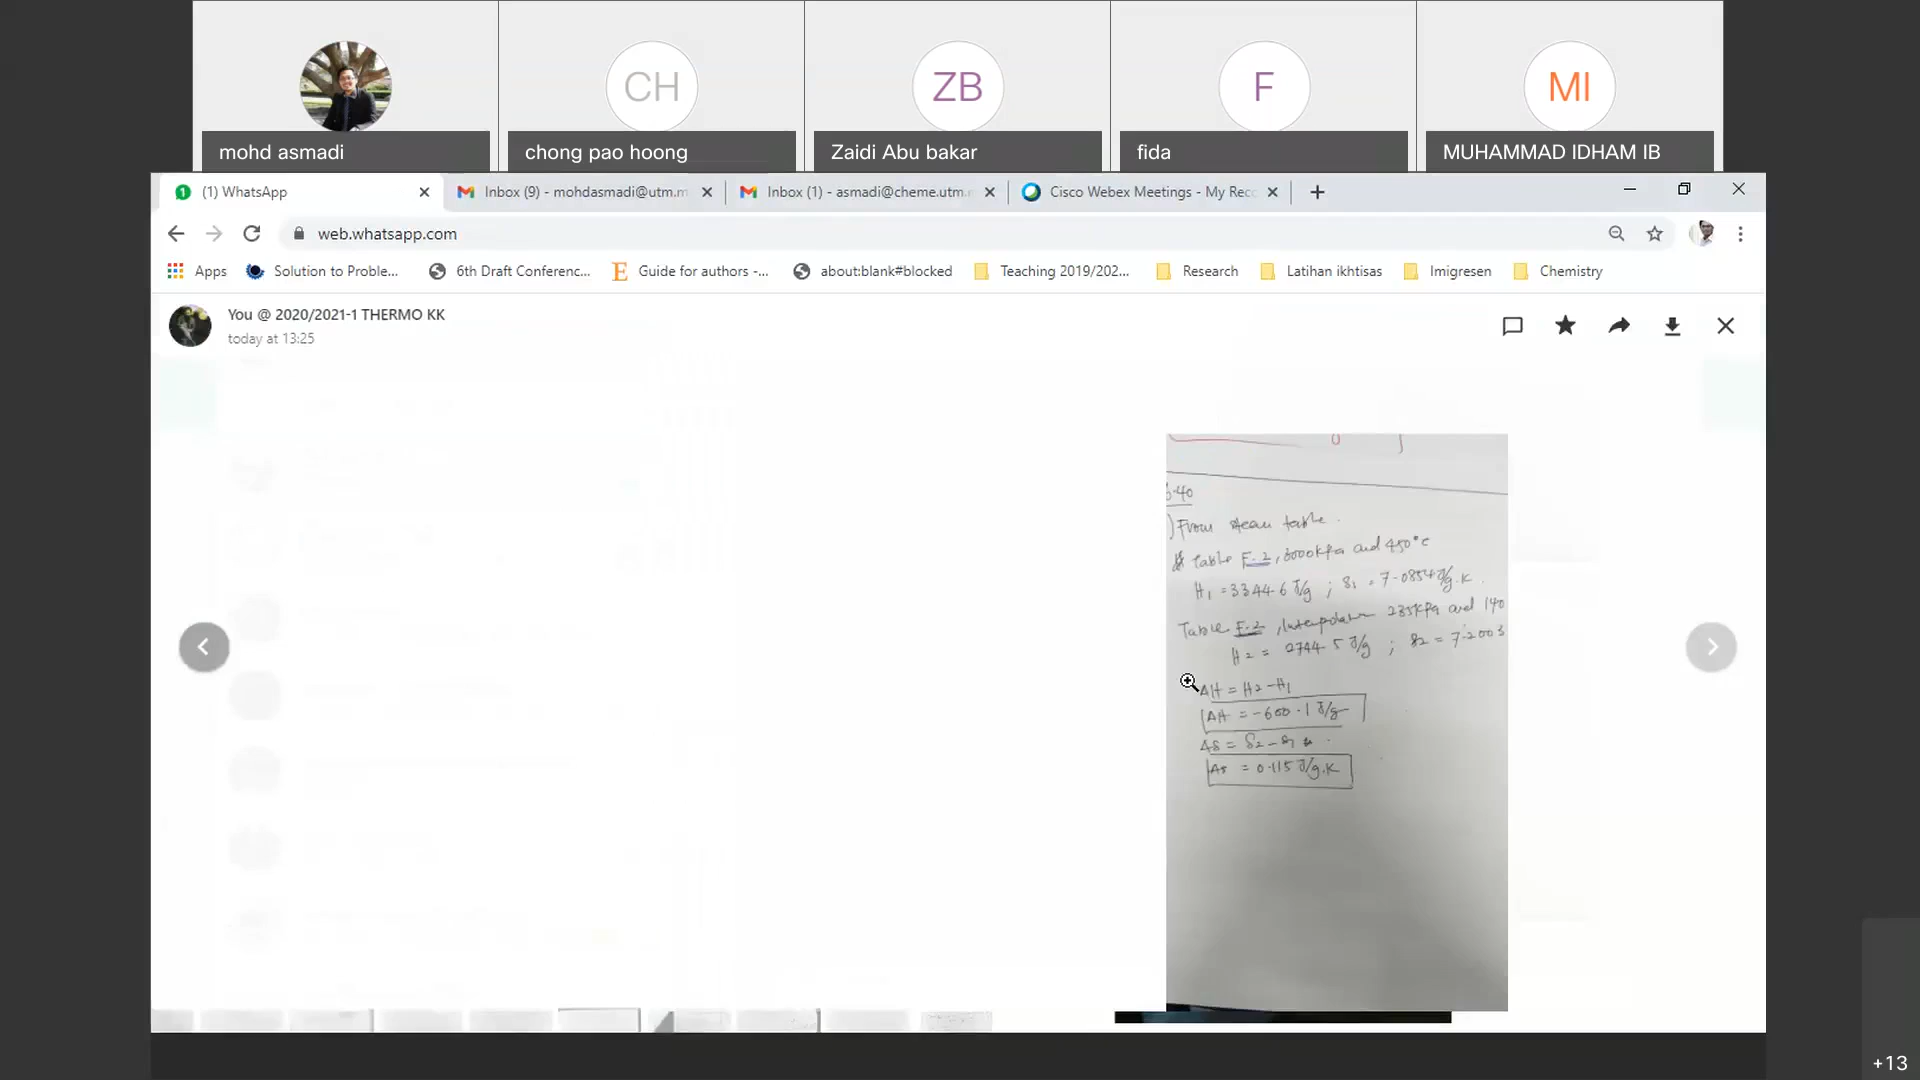 CH
ZB
F
MI
mohd asmadi
chong pao hoong
Zaidi Abu bakar
fida
MUHAMMAD IDHAM IB
(1) WhatsApp
Inbox (9) - mohdasmadi@utm.m
Inbox (1) - asmadi@cheme.utm.
Cisco Webex Meetings - My Rec
web.whatsapp.com
Apps
Solution to Proble...
6th Draft Conferenc...
Guide for authors -...
about:blank#blocked
Teaching 2019/202...
Research
Latihan ikhtisas
Imigresen
Chemistry
You @ 2020/2021-1 THERMO KK
today at 13:25
6.40
) From steam table.
Table F.2, 3000kPa and 450°C
H1 = 3344.6 J/g ; S1 = 7.0854 J/g.K
Table F.2, Interpolation 235kPa and 140
H2 = 2744.5 J/g ; S2 = 7.2003
ΔH = H2 - H1
ΔH = -600.1 J/g
ΔS = S2 - S1
ΔS = 0.115 J/g.K
+13